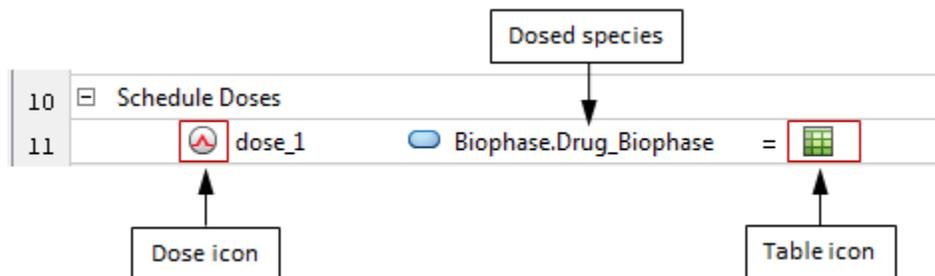 Dosed species
10 Schedule Doses
11 dose_1 Biophase.Drug_Biophase =
Dose icon Table icon